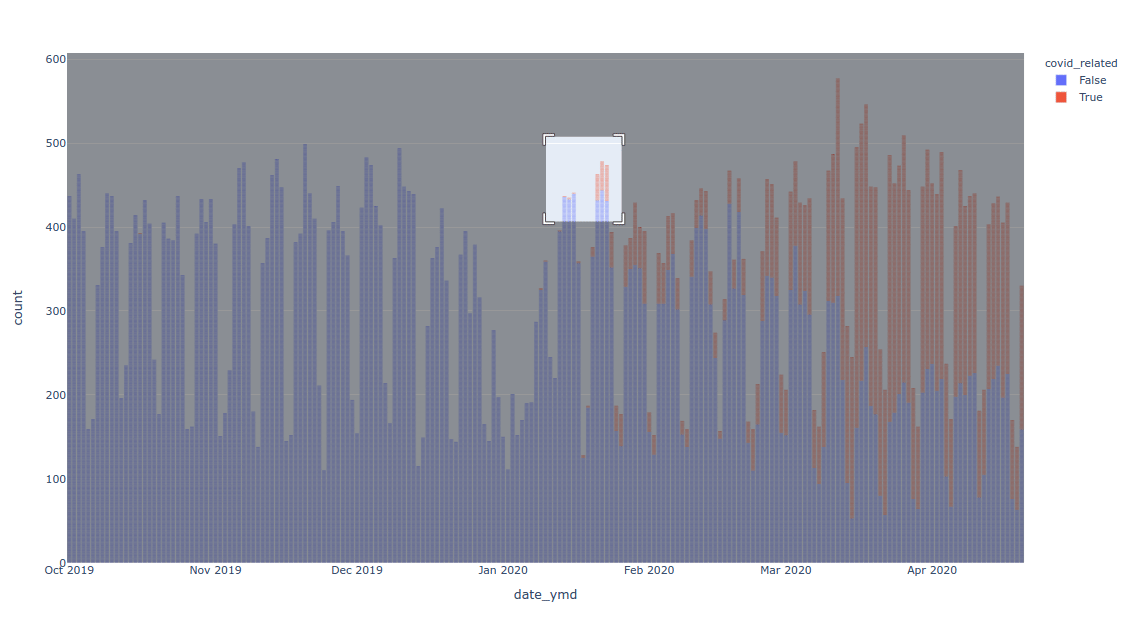 covid_related
False
True
600
500
400
300
200
100
0
count
Oct 2019
Nov 2019
Dec 2019
Jan 2020
Feb 2020
Mar 2020
Apr 2020
date_ymd